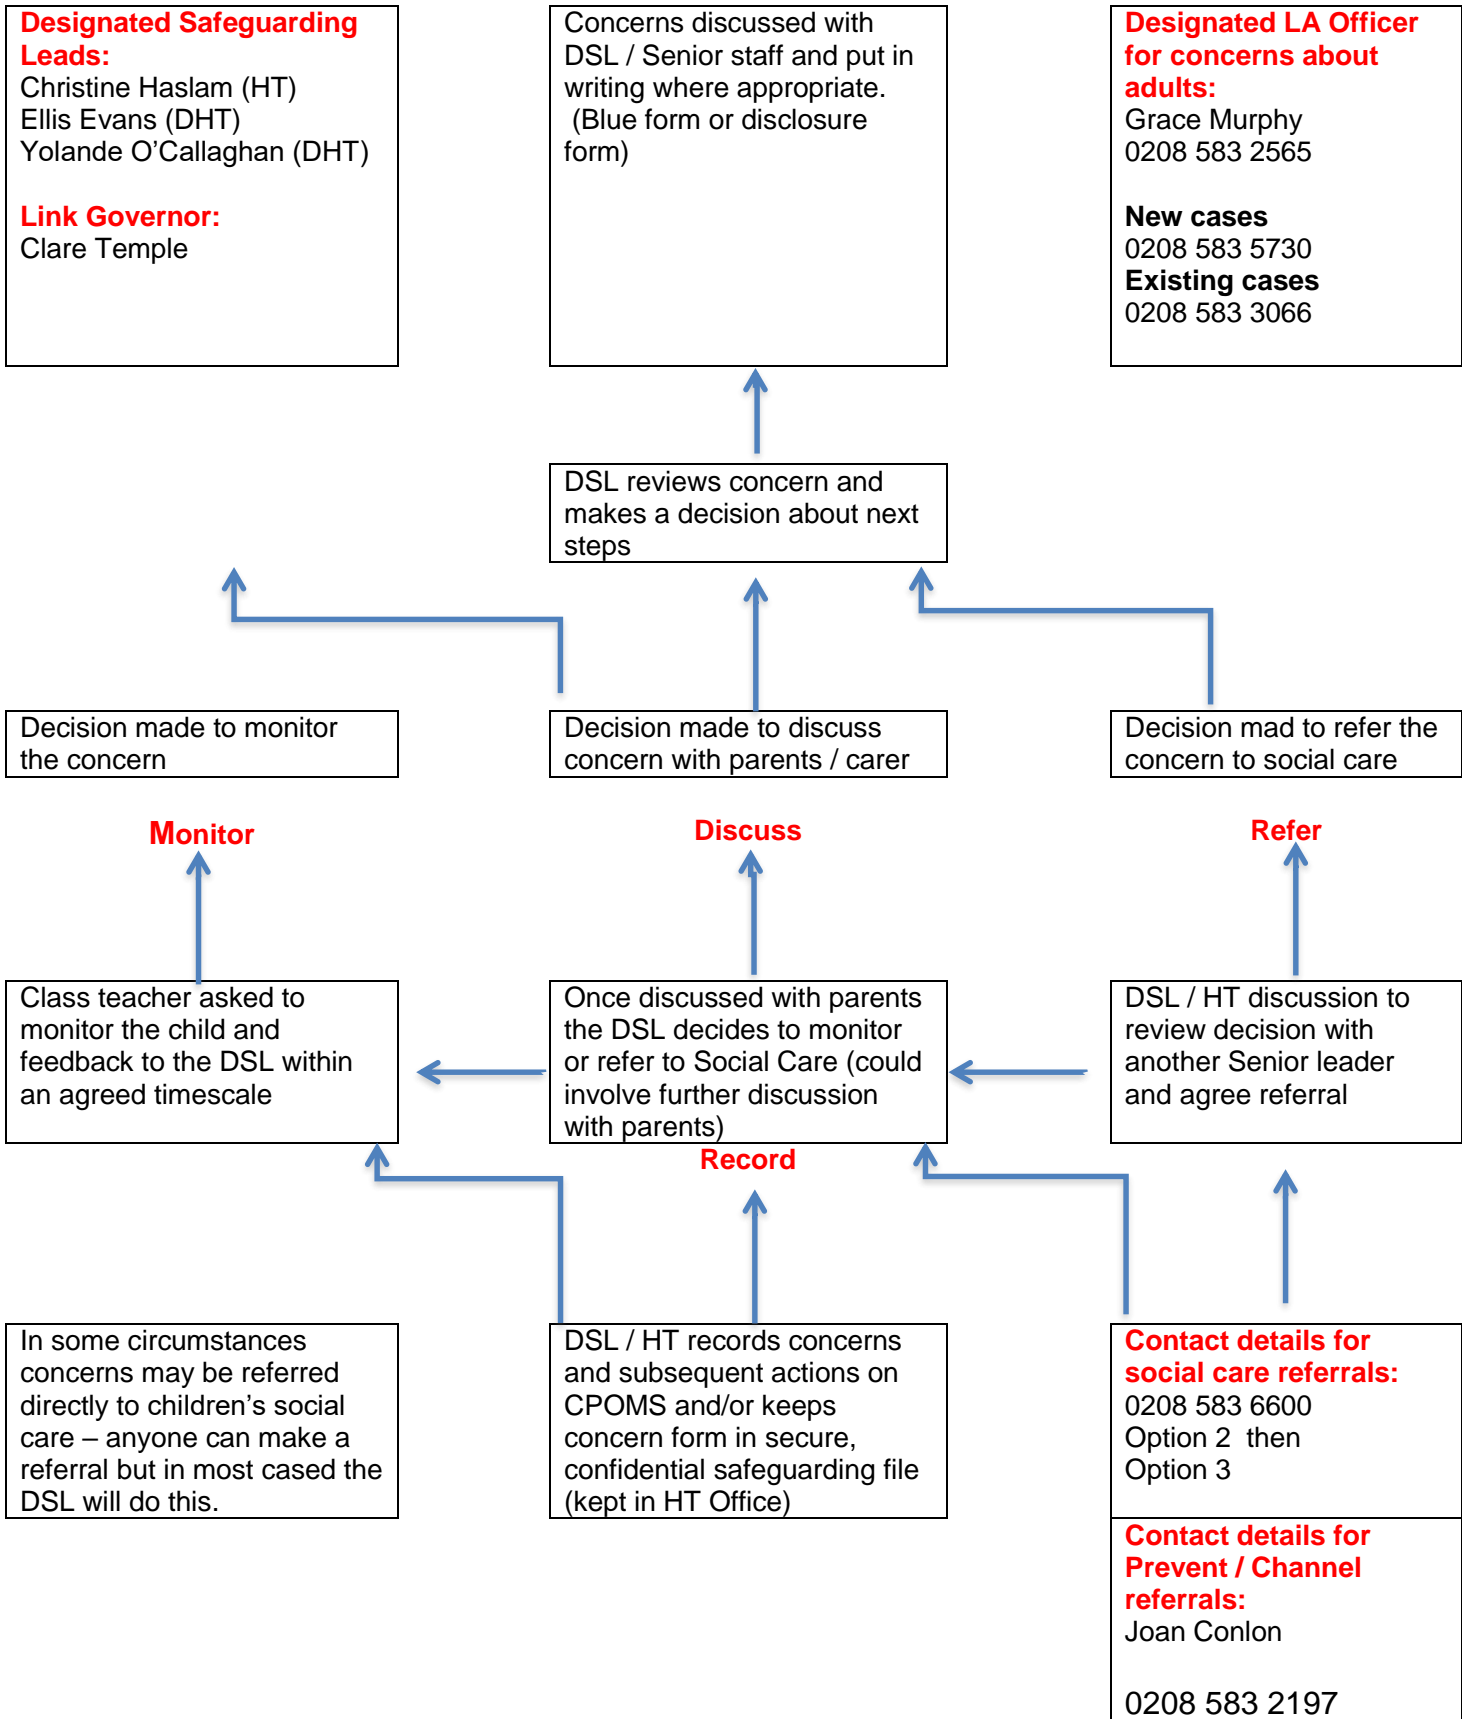 Designated Safeguarding
Leads:
Christine Haslam (HT)
Ellis Evans (DHT)
Yolande O’Callaghan (DHT)
Link Governor:
Clare Temple
Concerns discussed with
DSL / Senior staff and put in
writing where appropriate.
(Blue form or disclosure
form)
Designated LA Officer
for concerns about
adults:
Grace Murphy
0208 583 2565
New cases
0208 583 5730
Existing cases
0208 583 3066
DSL reviews concern and
makes a decision about next
steps
Decision made to monitor
the concern
Decision made to discuss
concern with parents / carer
Decision mad to refer the
concern to social care
Monitor
Discuss
Refer
Class teacher asked to
monitor the child and
feedback to the DSL within
an agreed timescale
Once discussed with parents
the DSL decides to monitor
or refer to Social Care (could
involve further discussion
with parents)
DSL / HT discussion to
review decision with
another Senior leader
and agree referral
Record
In some circumstances
concerns may be referred
directly to children’s social
care – anyone can make a
referral but in most cased the
DSL will do this.
DSL / HT records concerns
and subsequent actions on
CPOMS and/or keeps
concern form in secure,
confidential safeguarding file
(kept in HT Office)
Contact details for
social care referrals:
0208 583 6600
Option 2 then
Option 3
Contact details for
Prevent / Channel
referrals:
Joan Conlon
0208 583 2197